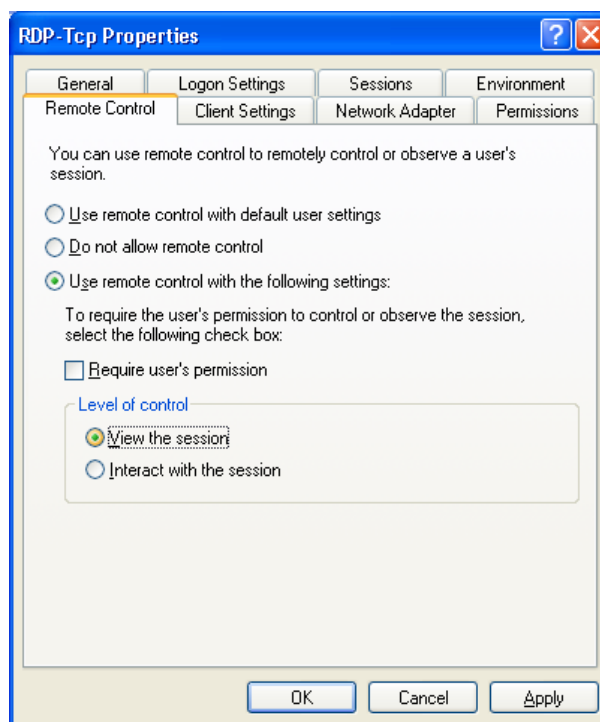 RDP-Tcp Properties
General Logon Settings Sessions Environment
Remote Control Client Settings Network Adapter Permissions
You can use remote control to remotely control or observe a user's
session.
Use remote control with default user settings
Do not allow remote control
Use remote control with the following settings:
To require the user's permission to control or observe the session,
select the following check box:
Require user's permission
Level of control
View the session
Interact with the session
OK Cancel Apply